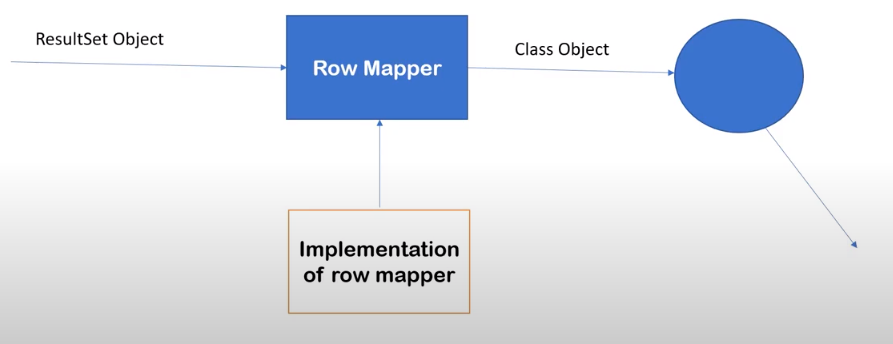 ResultSet Object
Row Mapper
Class Object
Implementation
of row mapper